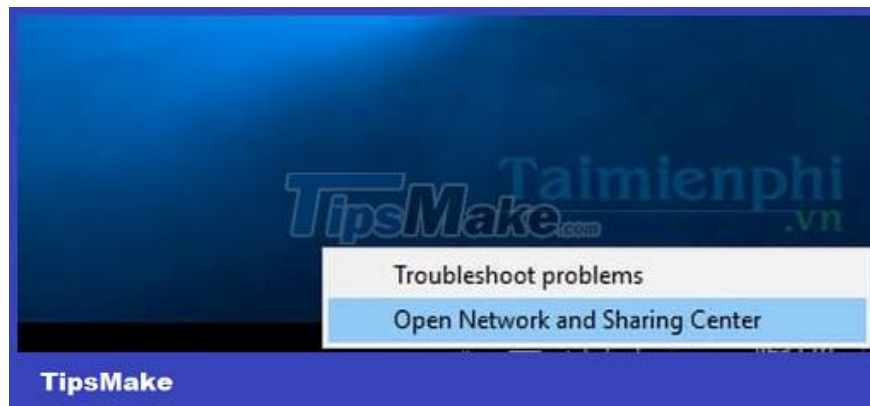 Taimienphi
.vn
TipsMake.com
Troubleshoot problems
Open Network and Sharing Center
TipsMake